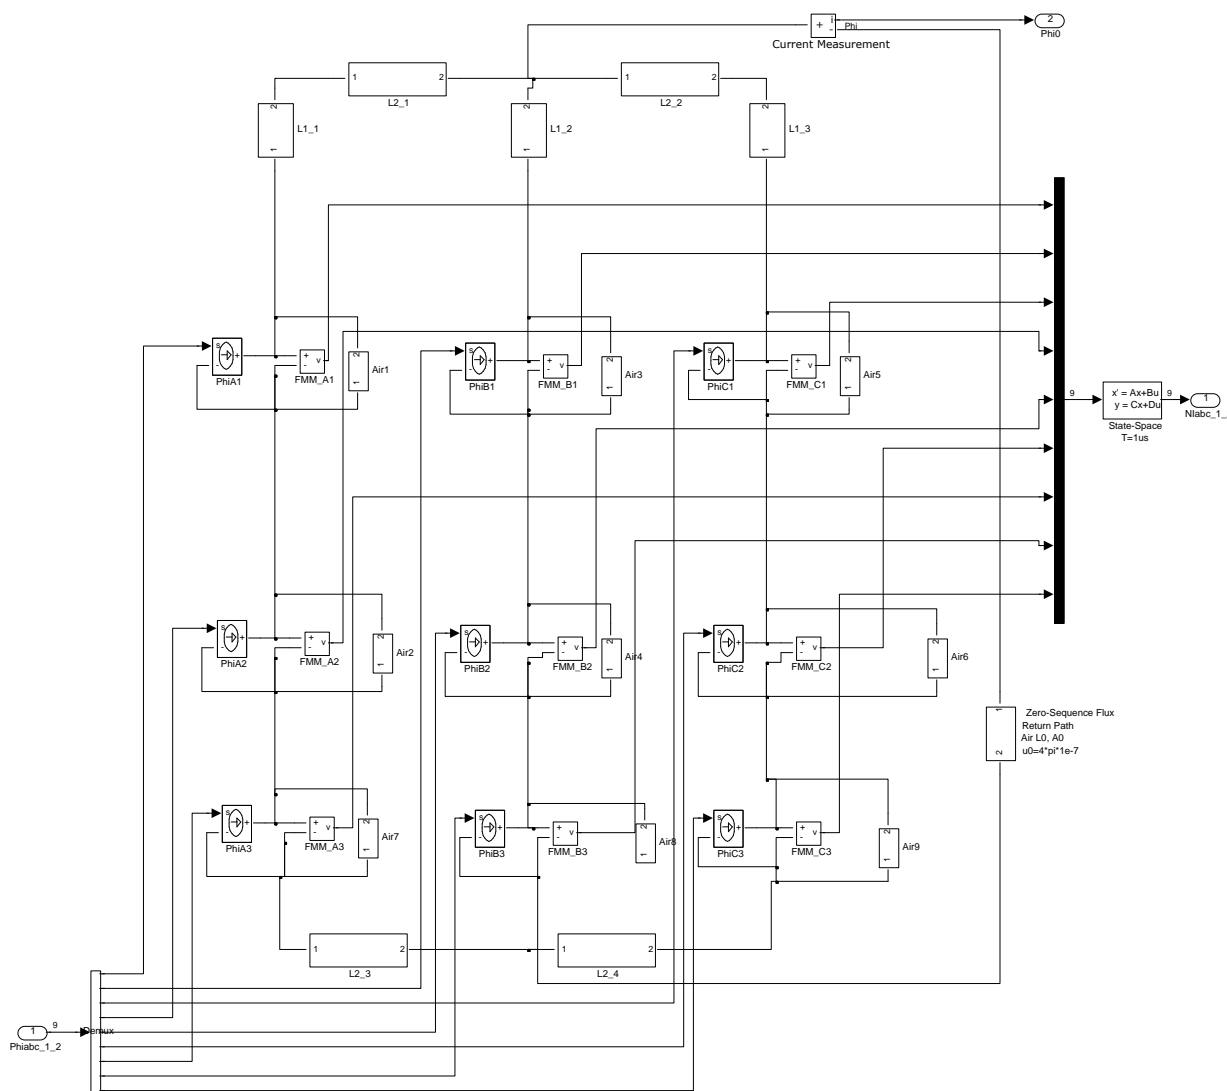 i
+
-
Phi
2
Phi0
Current Measurement
1
2
L2_1
1
2
L2_2
2
1
L1_1
2
1
L1_2
2
1
L1_3
s
-
+
PhiA1
+
-
v
FMM_A1
2
1
Air1
s
-
+
PhiB1
+
-
v
FMM_B1
2
1
Air3
s
-
+
PhiC1
+
-
v
FMM_C1
2
1
Air5
9
x' = Ax+Bu
y = Cx+Du
State-Space
T=1us
9
1
NIabc_1_
s
-
+
PhiA2
+
-
v
FMM_A2
2
1
Air2
s
-
+
PhiB2
+
-
v
FMM_B2
2
1
Air4
s
-
+
PhiC2
+
-
v
FMM_C2
2
1
Air6
1
2
Zero-Sequence Flux
Return Path
Air L0, A0
u0=4*pi*1e-7
s
-
+
PhiA3
+
-
v
FMM_A3
2
1
Air7
s
-
+
PhiB3
+
-
v
FMM_B3
2
1
Air8
s
-
+
PhiC3
+
-
v
FMM_C3
2
1
Air9
1
2
L2_3
1
2
L2_4
1
9
Demux
Phiabc_1_2